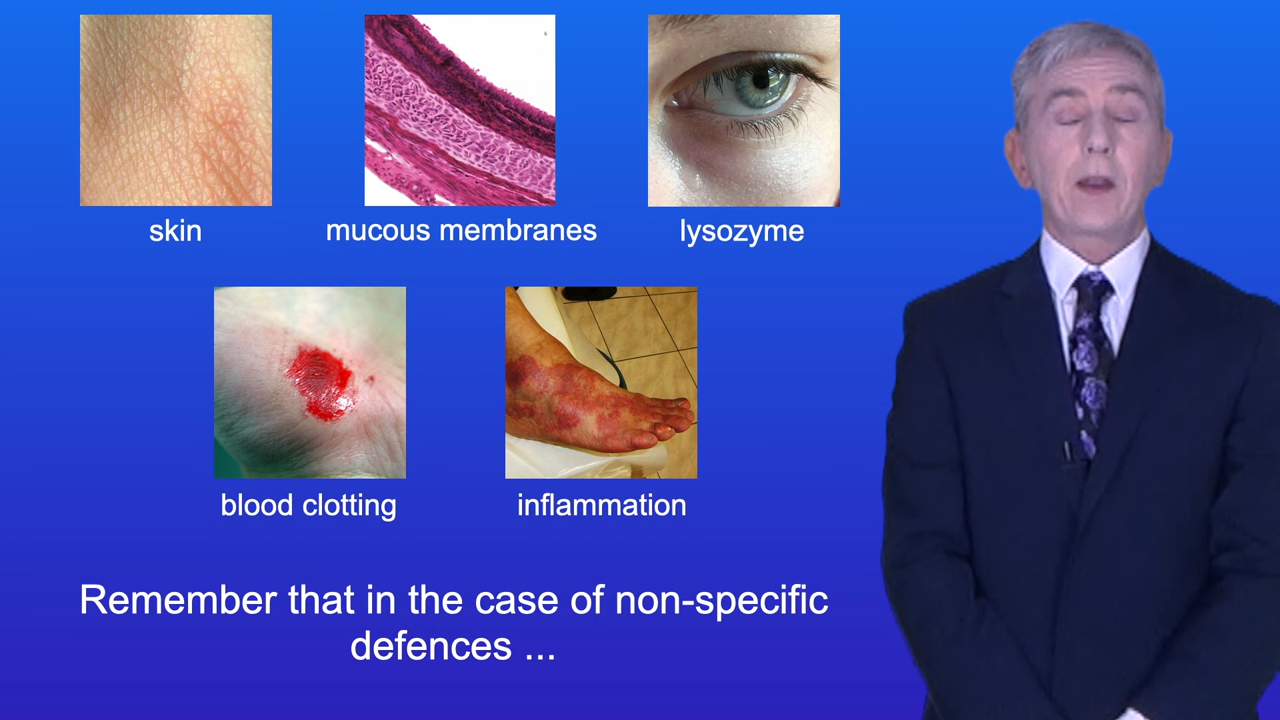 skin
mucous membranes
lysozyme
blood clotting
inflammation
Remember that in the case of non-specific
defences ...